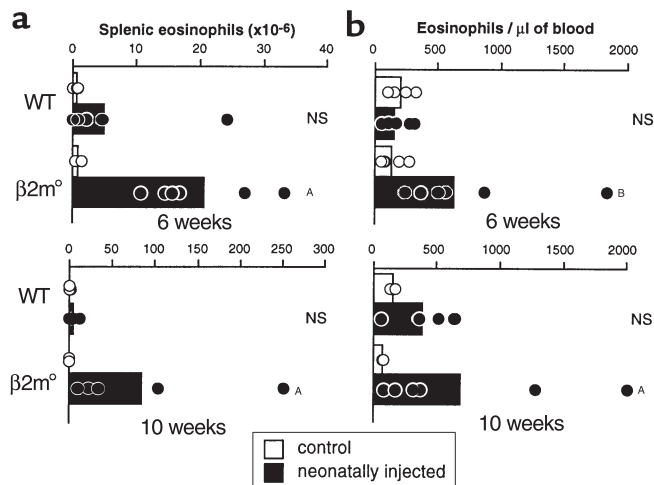 a
Splenic eosinophils (x10-6)
0 10 20 30 40
WT
NS
β2m°
A
6 weeks
0 50 100 150 200 250 300
WT
NS
β2m°
A
10 weeks
b
Eosinophils / µl of blood
0 500 1000 1500 2000
NS
B
6 weeks
0 500 1000 1500 2000
NS
A
10 weeks
control
neonatally injected